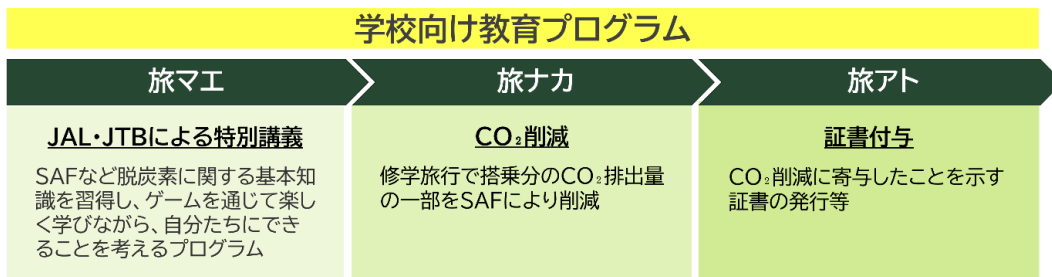 学校向け教育プログラム
旅マエ
旅ナカ
旅アト
JAL・JTBによる特別講義
SAFなど脱炭素に関する基本知
識を習得し、ゲームを通じて楽し
く学びながら、自分たちにでき
ることを考えるプログラム
CO₂削減
修学旅行で搭乗分のCO₂排出量
の一部をSAFにより削減
証書付与
CO₂削減に寄与したことを示す
証書の発行等